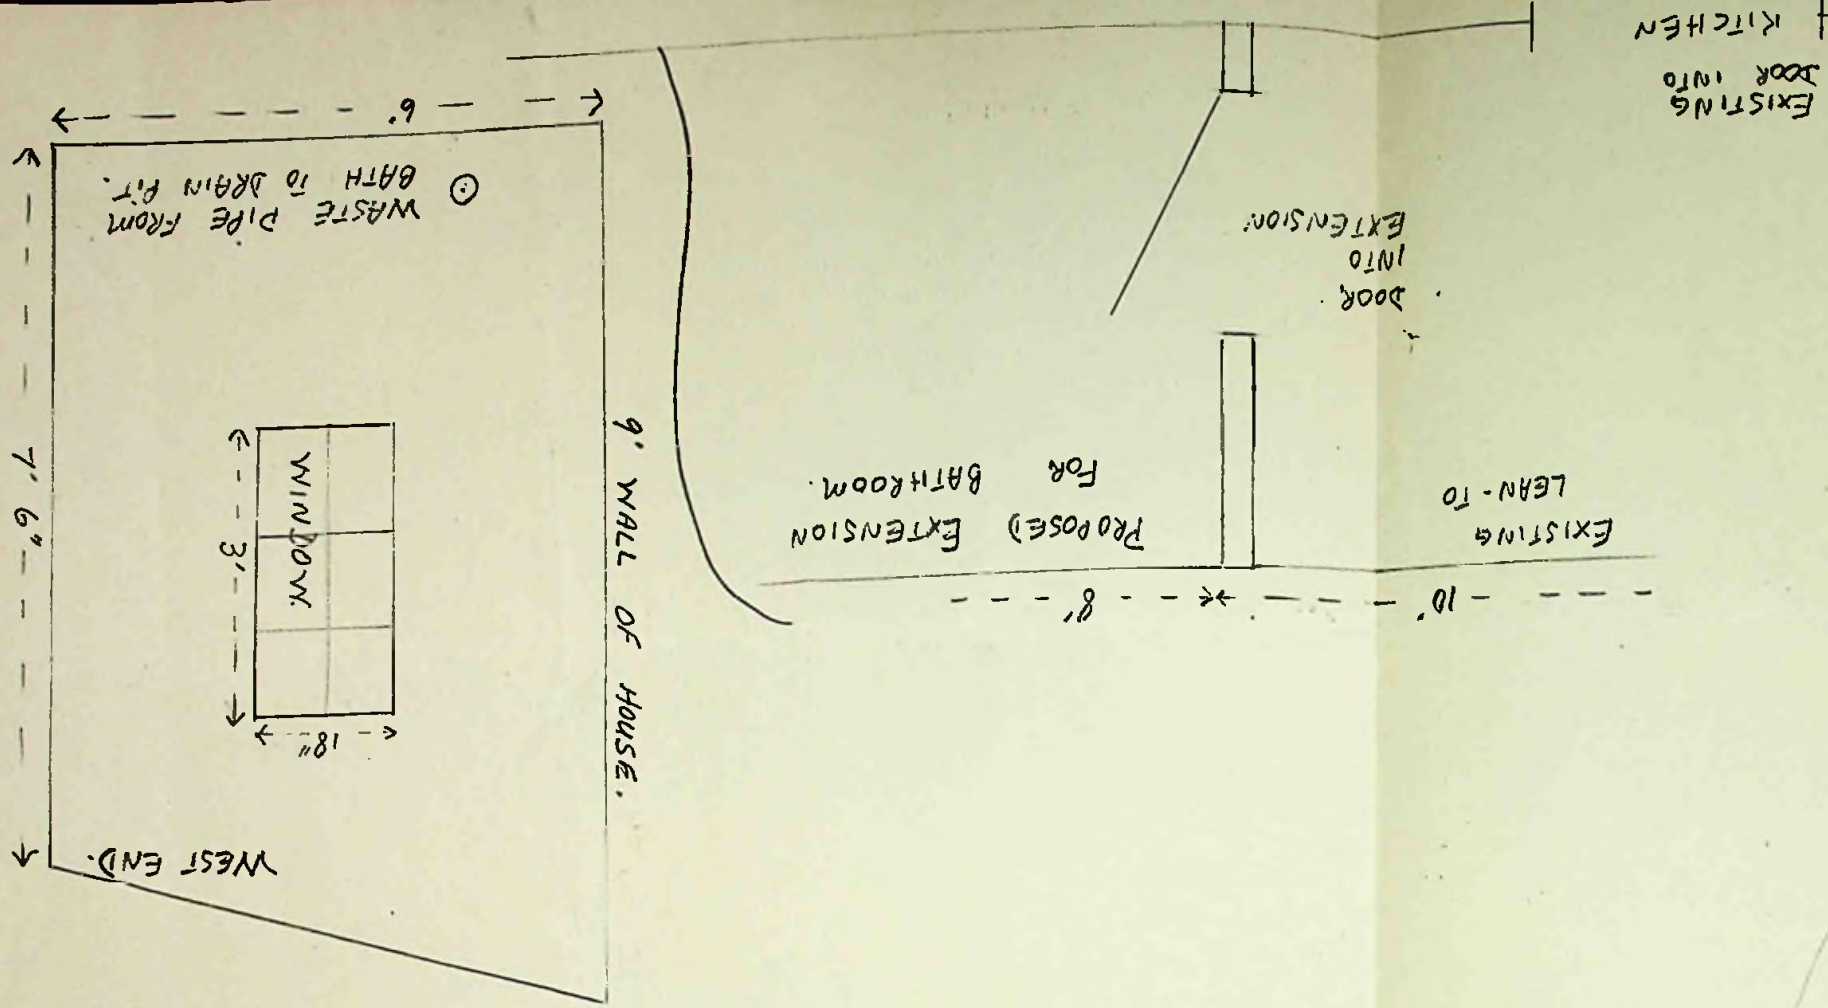 10'
8'
EXISTING
LEAN-TO
PROPOSED EXTENSION
FOR BATHROOM.
DOOR
INTO
EXTENSION
EXISTING
DOOR INTO
KITCHEN
9' WALL OF HOUSE.
WEST END.
18"
3'
WINDOW.
7' 6"
WASTE PIPE FROM
BATH TO DRAIN PIT.
6'